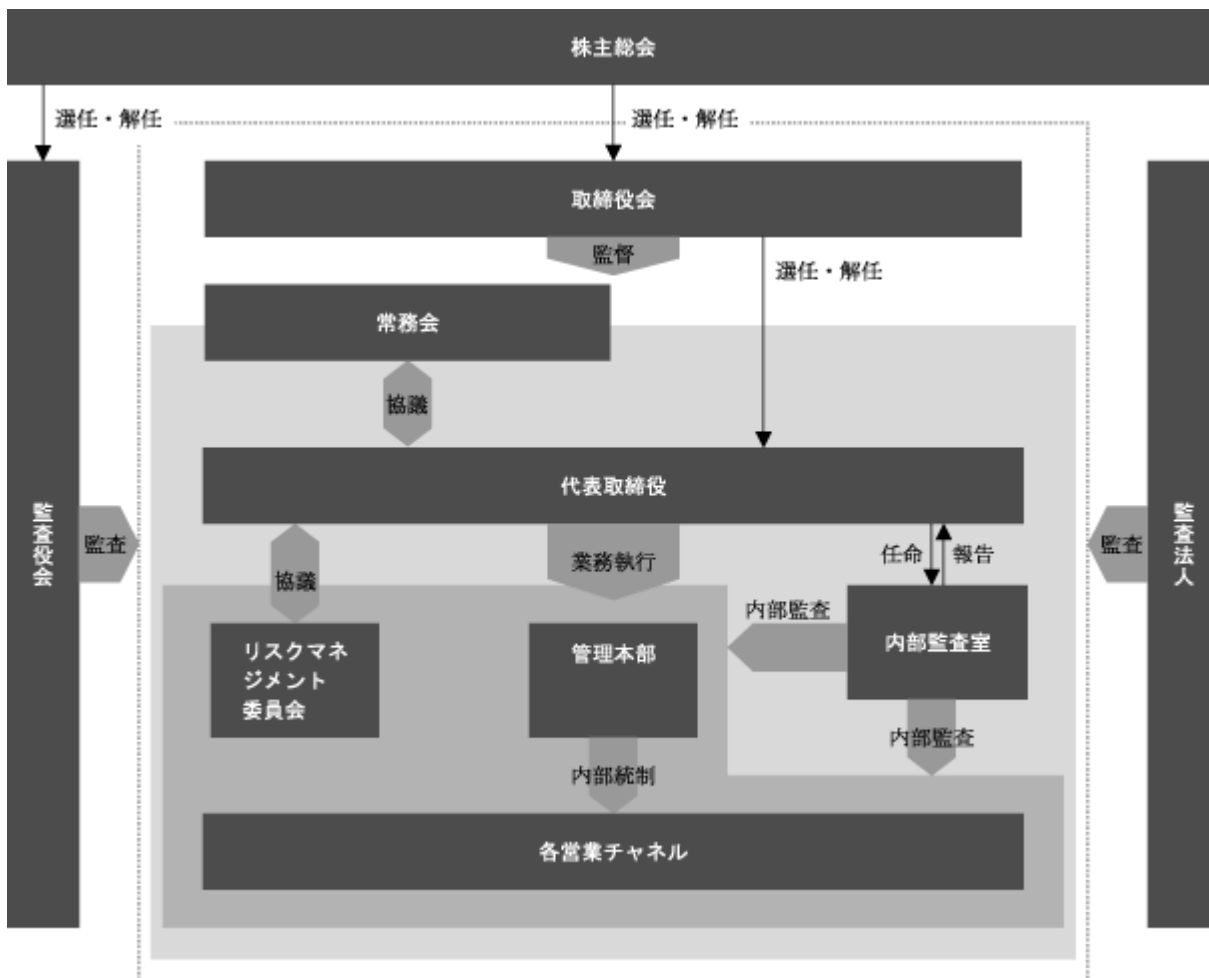 株主総会
選任・解任
選任・解任
取締役会
監督
選任・解任
常務会
協議
代表取締役
監査役会
監査
監査
監査法人
協議
業務執行
任命
報告
内部監査
リスクマネ
ジメント
委員会
管理本部
内部監査室
内部監査
内部統制
各営業チャネル